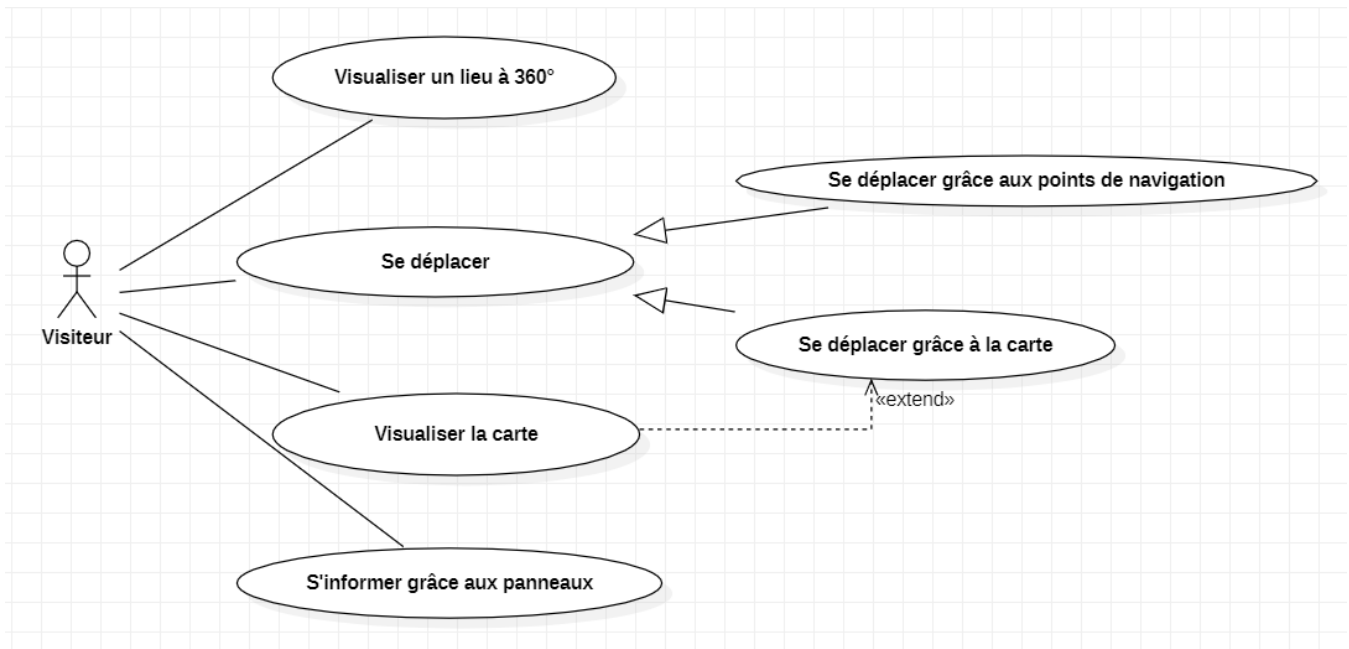 Visualiser un lieu à 360°
Se déplacer grâce aux points de navigation
Se déplacer
Visiteur
Se déplacer grâce à la carte
«extend»
Visualiser la carte
S'informer grâce aux panneaux